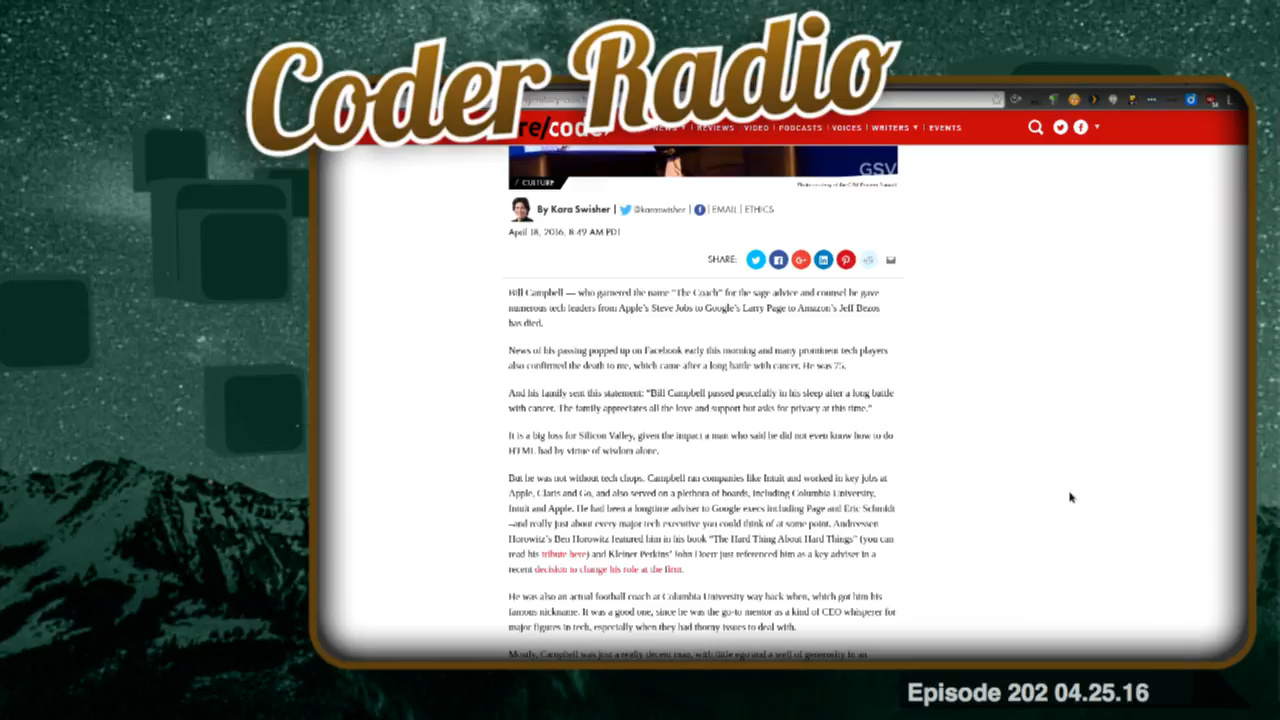 Coder Radio
re/code
REVIEWS VIDEO PODCASTS VOICES WRITERS EVENTS
GSV
/ CULTURE
By Kara Swisher | @karaswisher | EMAIL | ETHICS
April 18, 2016, 8:49 AM PDT
SHARE:
Bill Campbell — who garnered the name "The Coach" for the sage advice and counsel he gave
numerous tech leaders from Apple's Steve Jobs to Google's Larry Page to Amazon's Jeff Bezos
has died.
News of his passing popped up on Facebook early this morning and many prominent tech players
also confirmed the death to me, which came after a long battle with cancer. He was 75.
And his family sent this statement: "Bill Campbell passed peacefully in his sleep after a long battle
with cancer. The family appreciates all the love and support but asks for privacy at this time."
It is a big loss for Silicon Valley, given the impact a man who said he did not even know how to do
HTML had by virtue of wisdom alone.
But he was not without tech chops. Campbell ran companies like Intuit and worked in key jobs at
Apple, Claris and Go, and also served on a plethora of boards, including Columbia University,
Intuit and Apple. He had been a longtime adviser to Google execs including Page and Eric Schmidt
–and really just about every major tech executive you could think of at some point. Andreessen
Horowitz's Ben Horowitz featured him in his book "The Hard Thing About Hard Things" (you can
read his tribute here) and Kleiner Perkins' John Doerr just referenced him as a key adviser in a
recent decision to change his role at the firm.
He was also an actual football coach at Columbia University way back when, which got him his
famous nickname. It was a good one, since he was the go-to mentor as a kind of CEO whisperer for
major figures in tech, especially when they had thorny issues to deal with.
Mostly, Campbell was just a really decent man, with little ego and a well of generosity in an
Episode 202 04.25.16